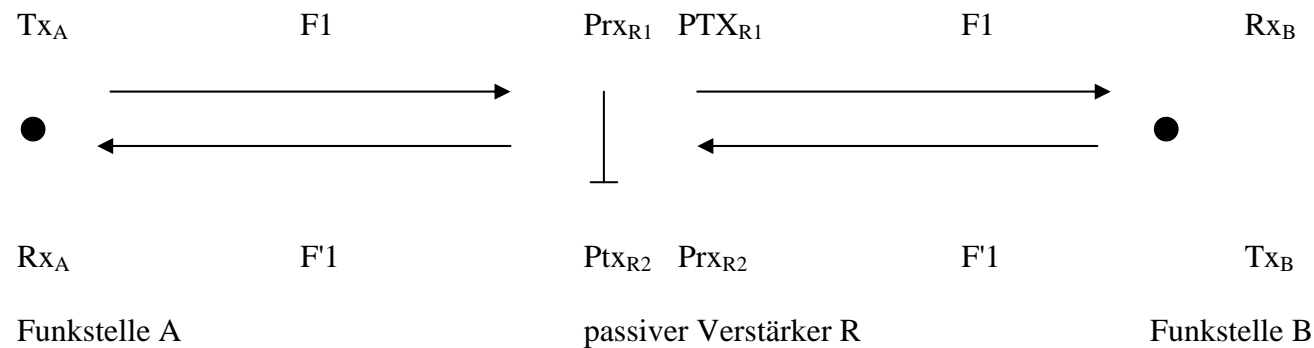 TxA F1 PrxR1 PTXR1 F1 RxB
RxA F'1 PtxR2 PrxR2 F'1 TxB
Funkstelle A passiver Verstärker R Funkstelle B